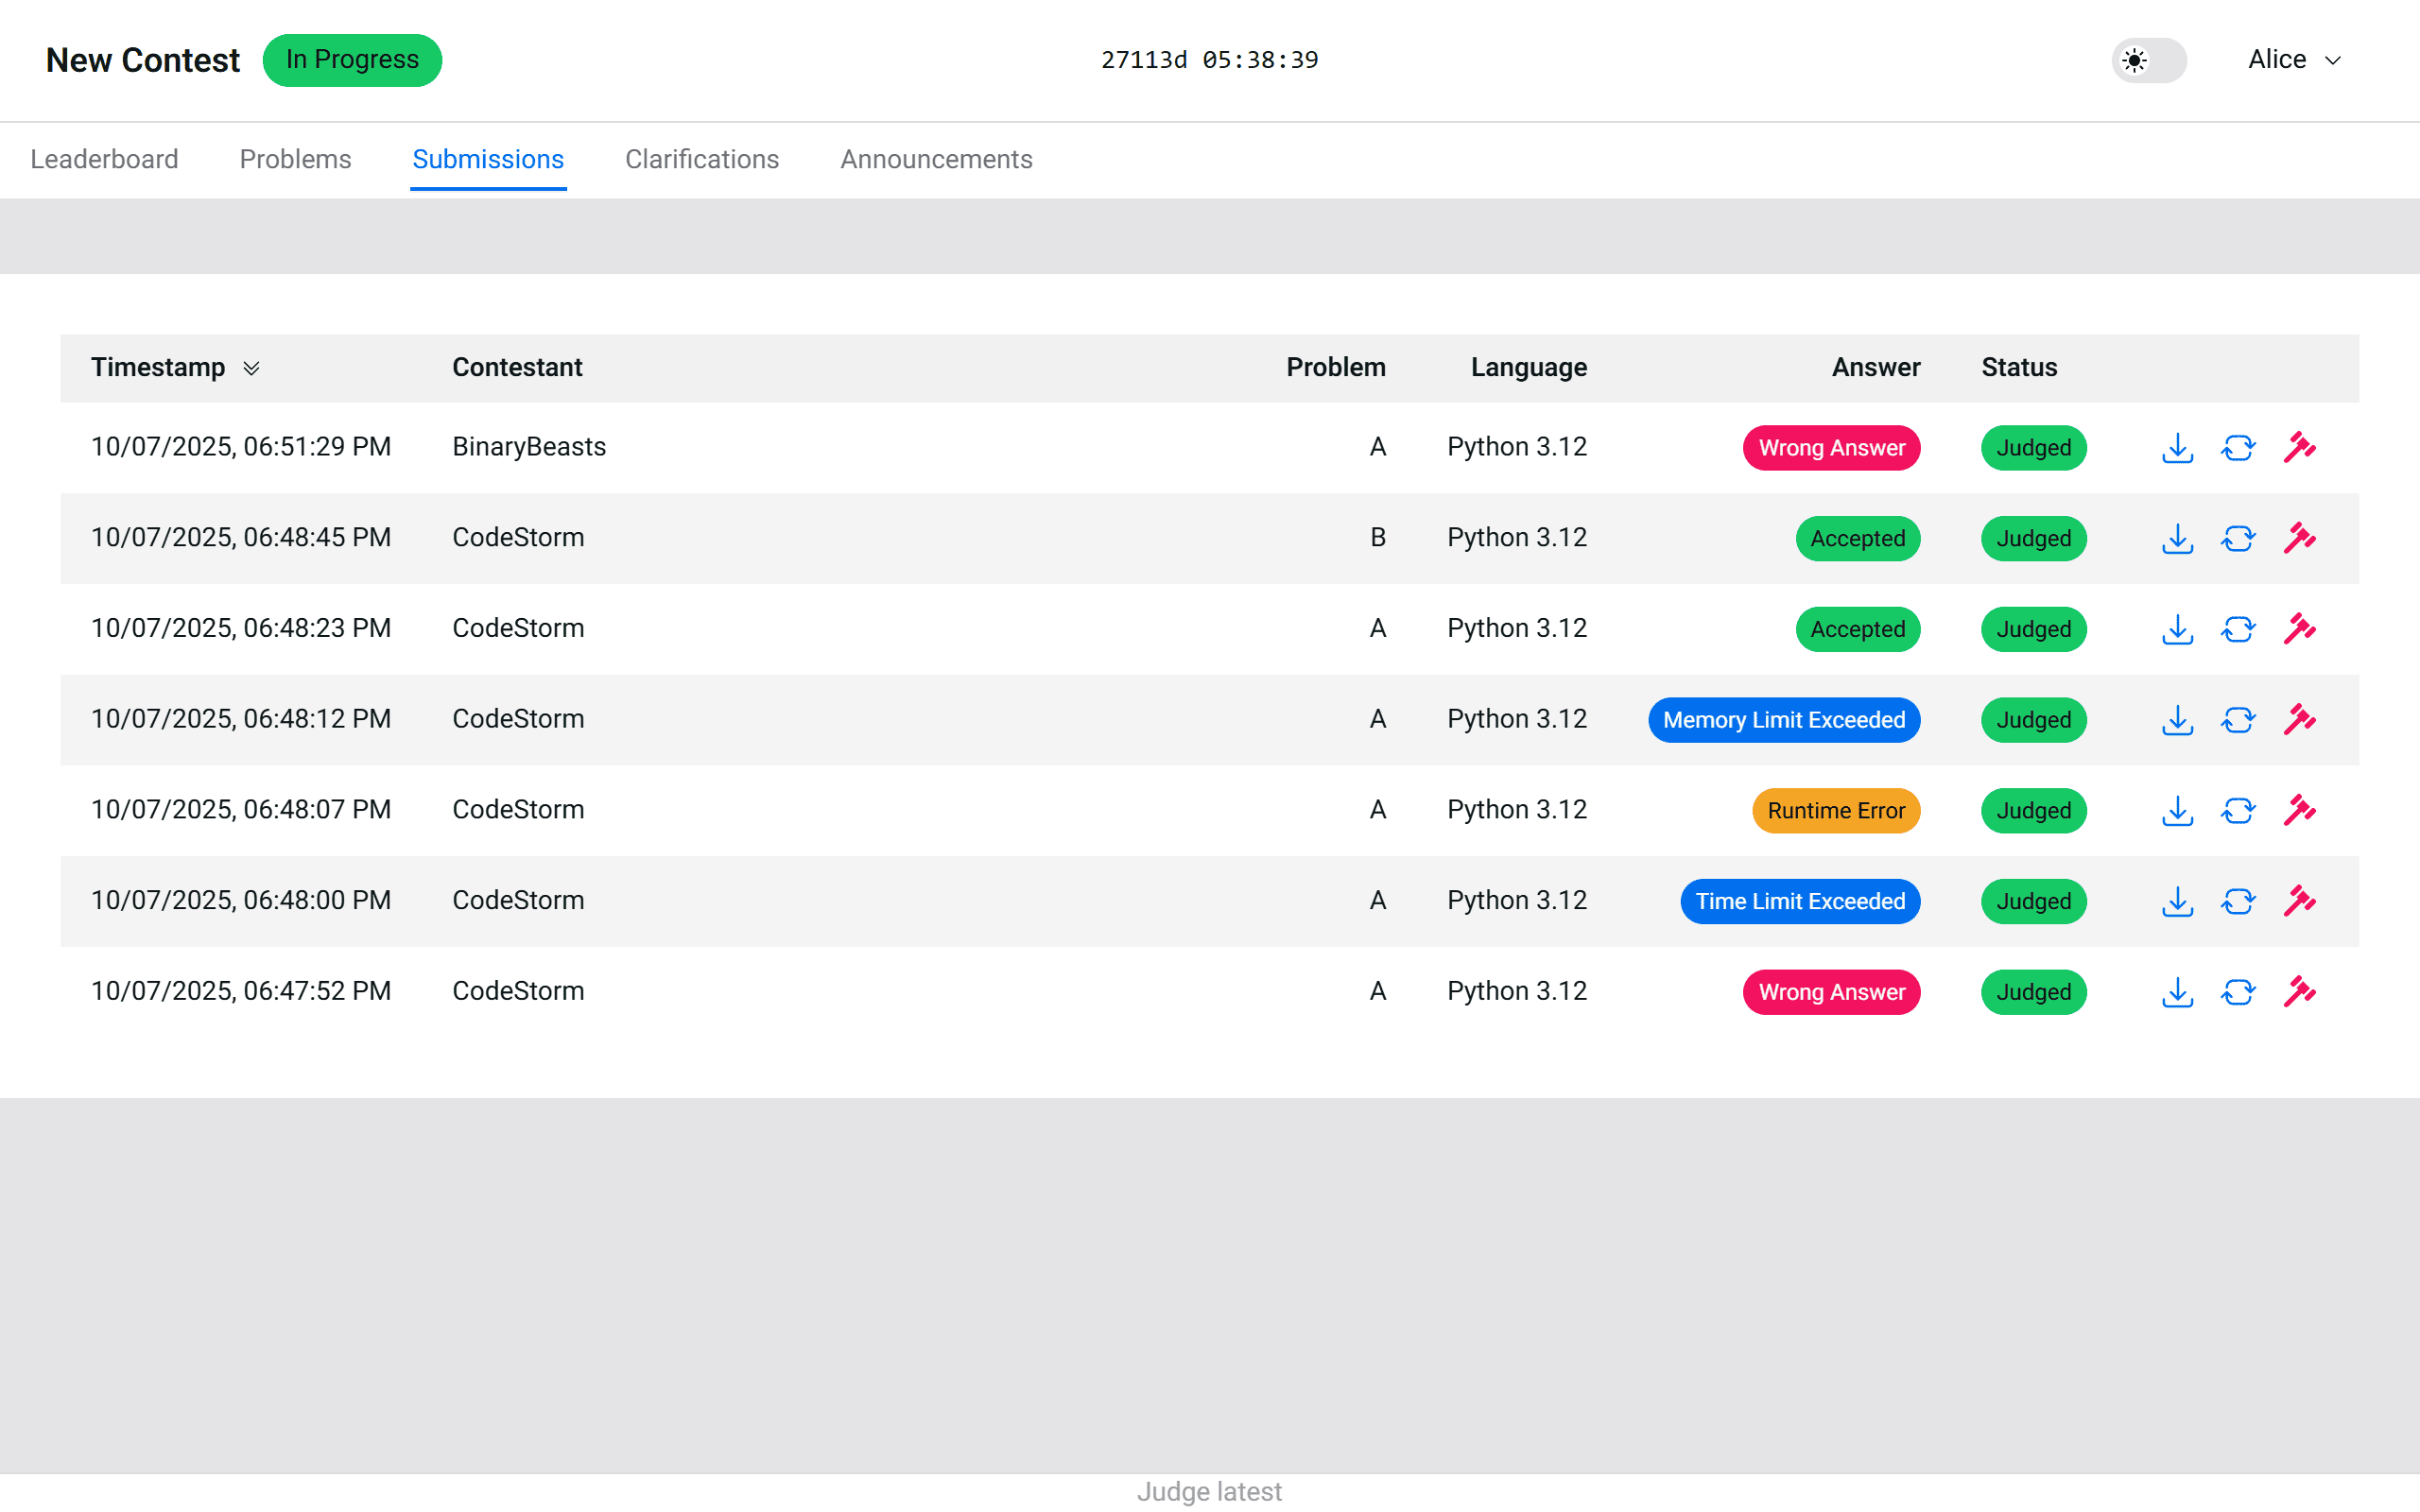 New Contest In Progress 27113d 05:38:39 Alice
Leaderboard Problems Submissions Clarifications Announcements
Timestamp Contestant Problem Language Answer Status
10/07/2025, 06:51:29 PM BinaryBeasts A Python 3.12 Wrong Answer Judged
10/07/2025, 06:48:45 PM CodeStorm B Python 3.12 Accepted Judged
10/07/2025, 06:48:23 PM CodeStorm A Python 3.12 Accepted Judged
10/07/2025, 06:48:12 PM CodeStorm A Python 3.12 Memory Limit Exceeded Judged
10/07/2025, 06:48:07 PM CodeStorm A Python 3.12 Runtime Error Judged
10/07/2025, 06:48:00 PM CodeStorm A Python 3.12 Time Limit Exceeded Judged
10/07/2025, 06:47:52 PM CodeStorm A Python 3.12 Wrong Answer Judged
Judge latest